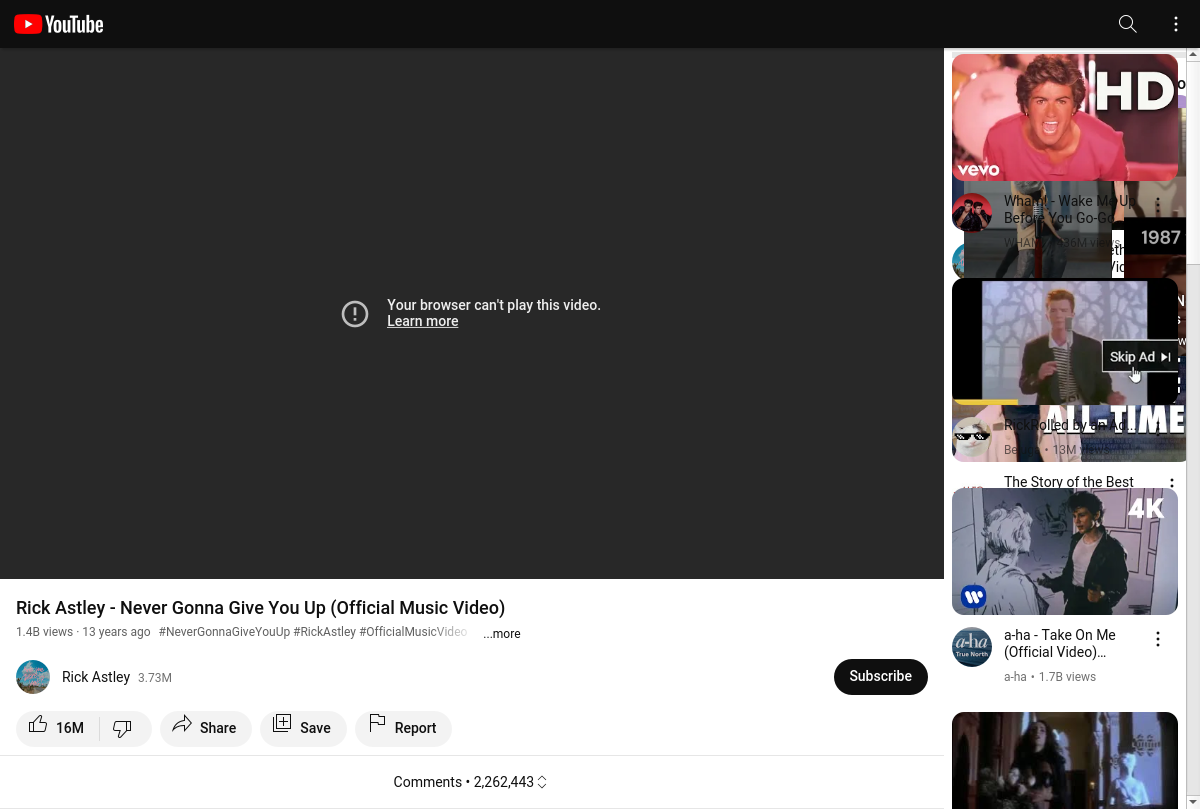 YouTube
Your browser can't play this video.
Learn more
Rick Astley - Never Gonna Give You Up (Official Music Video)
1.4B views · 13 years ago #NeverGonnaGiveYouUp #RickAstley #OfficialMusicVideo ...more
Rick Astley 3.73M
Subscribe
16M
Share
Save
Report
Comments • 2,262,443
HD
vevo
Wham! - Wake Me Up
Before You Go-Go
WHAM • 36M views
1987
Skip Ad
ALL-TIME
RickRolled by an Ad...
13M views
The Story of the Best
4K
a-ha
True North
a-ha - Take On Me
(Official Video)…
a-ha • 1.7B views